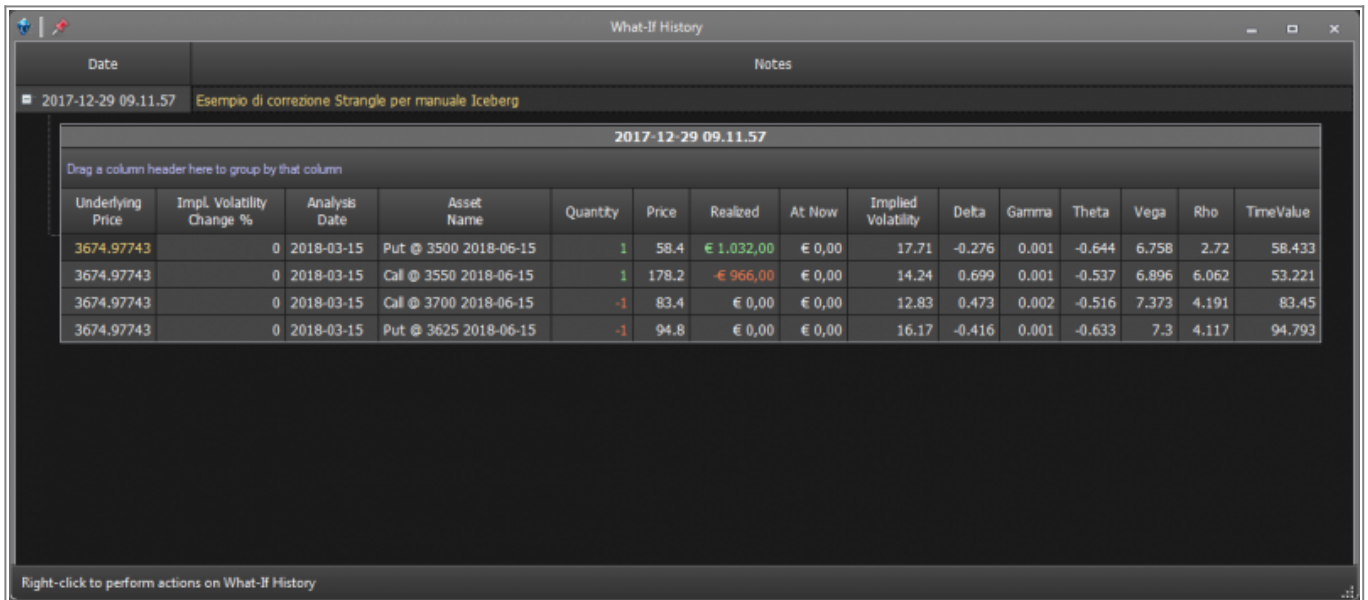 What-If History
Date Notes
2017-12-29 09.11.57 Esempio di correzione Strangle per manuale Iceberg
2017-12-29 09.11.57
Drag a column header here to group by that column
Underlying Price Impl. Volatility Change % Analysis Date Asset Name Quantity Price Realized At Now Implied Volatility Delta Gamma Theta Vega Rho TimeValue
3674.97743 0 2018-03-15 Put @ 3500 2018-06-15 1 58.4 € 1.032,00 € 0,00 17.71 -0.276 0.001 -0.644 6.758 2.72 58.433
3674.97743 0 2018-03-15 Call @ 3550 2018-06-15 1 178.2 -€ 966,00 € 0,00 14.24 0.699 0.001 -0.537 6.896 6.062 53.221
3674.97743 0 2018-03-15 Call @ 3700 2018-06-15 -1 83.4 € 0,00 € 0,00 12.83 0.473 0.002 -0.516 7.373 4.191 83.45
3674.97743 0 2018-03-15 Put @ 3625 2018-06-15 -1 94.8 € 0,00 € 0,00 16.17 -0.416 0.001 -0.633 7.3 4.117 94.793
Right-click to perform actions on What-If History